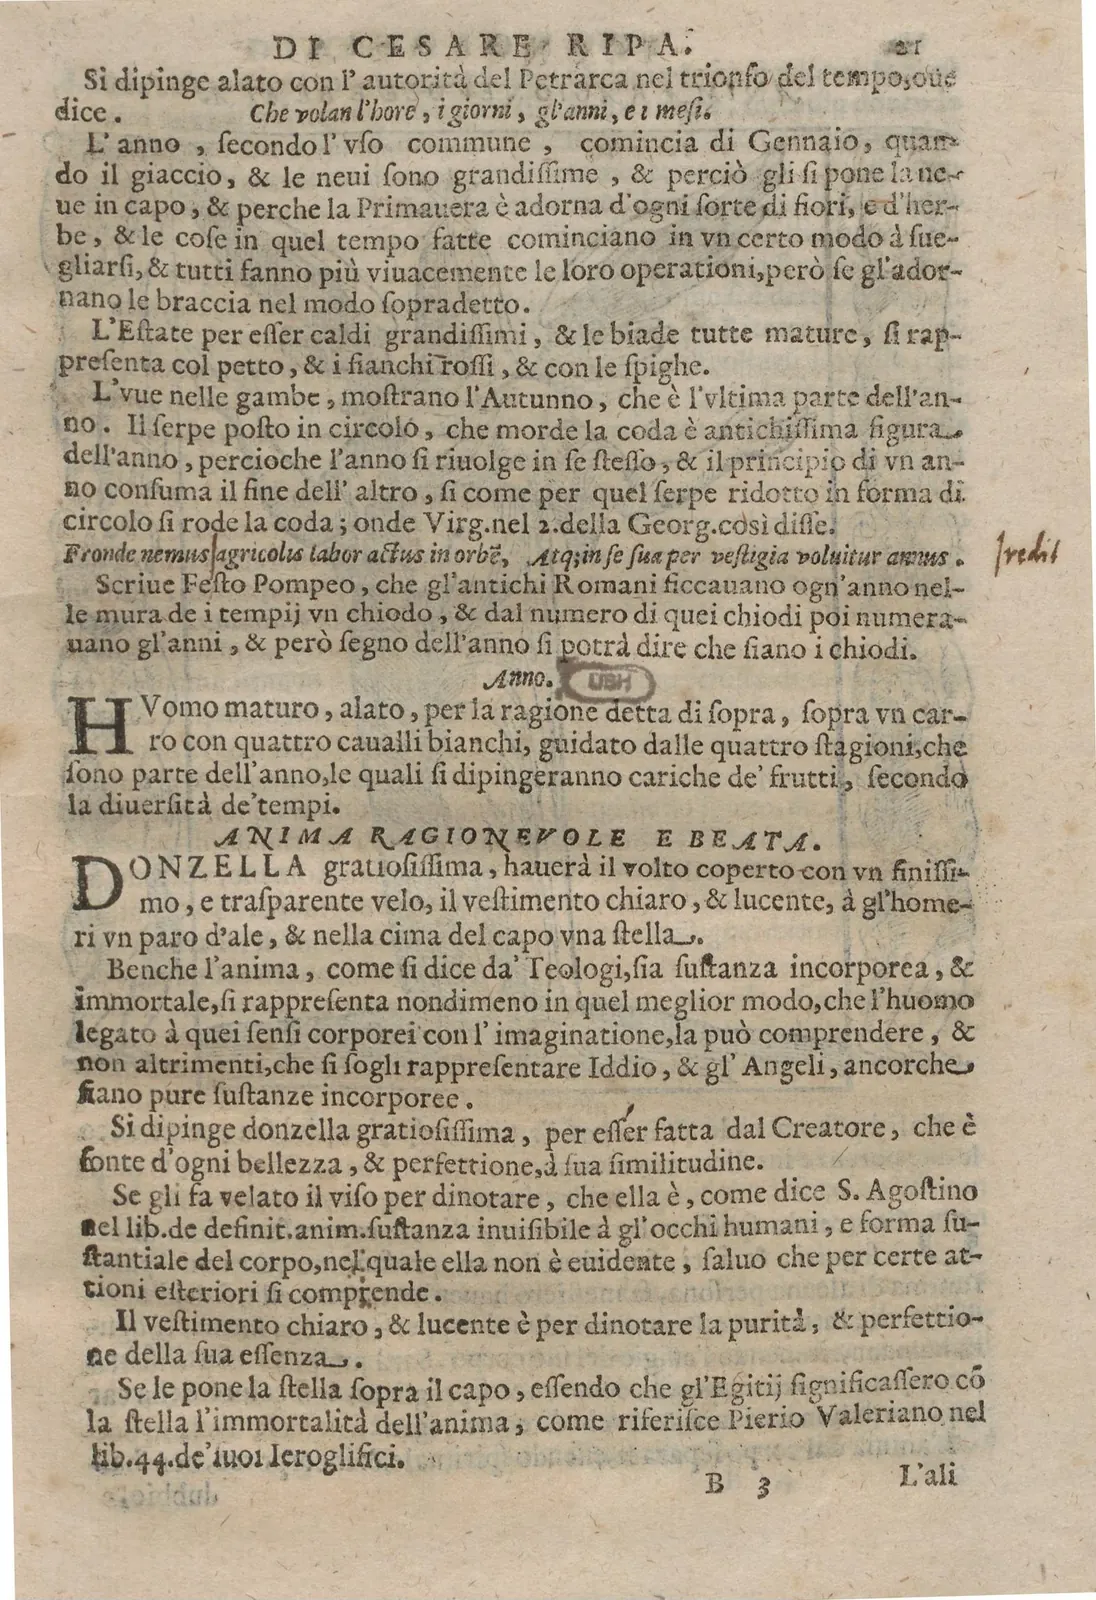 DI CESARE RIPA. 21
Si dipinge alato con l'autorità del Petrarca nel trionfo del tempo, oue
dice. Che volan l'hore, i giorni, gl'anni, e i mesi.
L'anno, secondo l'vso commune, comincia di Gennaio, quan-
do il giaccio, & le neui sono grandissime, & perciò gli si pone la ne-
ue in capo, & perche la Primauera è adorna d'ogni sorte di fiori, e d'her-
be, & le cose in quel tempo fatte cominciano in vn certo modo à sue-
gliarsi, & tutti fanno più viuacemente le loro operationi, però se gl'ador-
nano le braccia nel modo sopradetto.
L'Estate per esser caldi grandissimi, & le biade tutte mature, si rap-
presenta col petto, & i fianchi rossi, & con le spighe.
L'vue nelle gambe, mostrano l'Autunno, che è l'vltima parte dell'an-
no. Il serpe posto in circolo, che morde la coda è antichissima figura
dell'anno, percioche l'anno si riuolge in se stesso, & il principio di vn an-
no consuma il fine dell'altro, si come per quel serpe ridotto in forma di
circolo si rode la coda; onde Virg. nel 2. della Georg. così disse.
Fronde nemus|agricolis labor actus in orbẽ, Atq; in se sua per vestigia voluitur annus. |redit
Scriue Festo Pompeo, che gl'antichi Romani ficcauano ogn'anno nel-
le mura de i tempij vn chiodo, & dal numero di quei chiodi poi numera-
uano gl'anni, & però segno dell'anno si potrà dire che siano i chiodi.
Anno. UBH
HVomo maturo, alato, per la ragione detta di sopra, sopra vn car-
ro con quattro caualli bianchi, guidato dalle quattro stagioni, che
sono parte dell'anno, le quali si dipingeranno cariche de' frutti, secondo
la diuersità de' tempi.
ANIMA RAGIONEVOLE E BEATA.
DONZELLA gratiosissima, hauerà il volto coperto con vn finissi-
mo, e trasparente velo, il vestimento chiaro, & lucente, à gl'home-
ri vn paro d'ale, & nella cima del capo vna stella.
Benche l'anima, come si dice da' Teologi, sia sustanza incorporea, &
immortale, si rappresenta nondimeno in quel meglior modo, che l'huomo
legato à quei sensi corporei con l'imaginatione, la può comprendere, &
non altrimenti, che si sogli rappresentare Iddio, & gl'Angeli, ancorche
siano pure sustanze incorporee.
Si dipinge donzella gratiosissima, per esser fatta dal Creatore, che è
fonte d'ogni bellezza, & perfettione, à sua similitudine.
Se gli fa velato il viso per dinotare, che ella è, come dice S. Agostino
nel lib. de definit. anim. sustanza inuisibile à gl'occhi humani, e forma su-
stantiale del corpo, nel quale ella non è euidente, saluo che per certe at-
tioni esteriori si comprende.
Il vestimento chiaro, & lucente è per dinotare la purità, & perfettio-
ne della sua essenza.
Se le pone la stella sopra il capo, essendo che gl'Egitij significassero cõ
la stella l'immortalità dell'anima, come riferisce Pierio Valeriano nel
lib. 44. de' suoi Ieroglifici.
B 3 L'ali